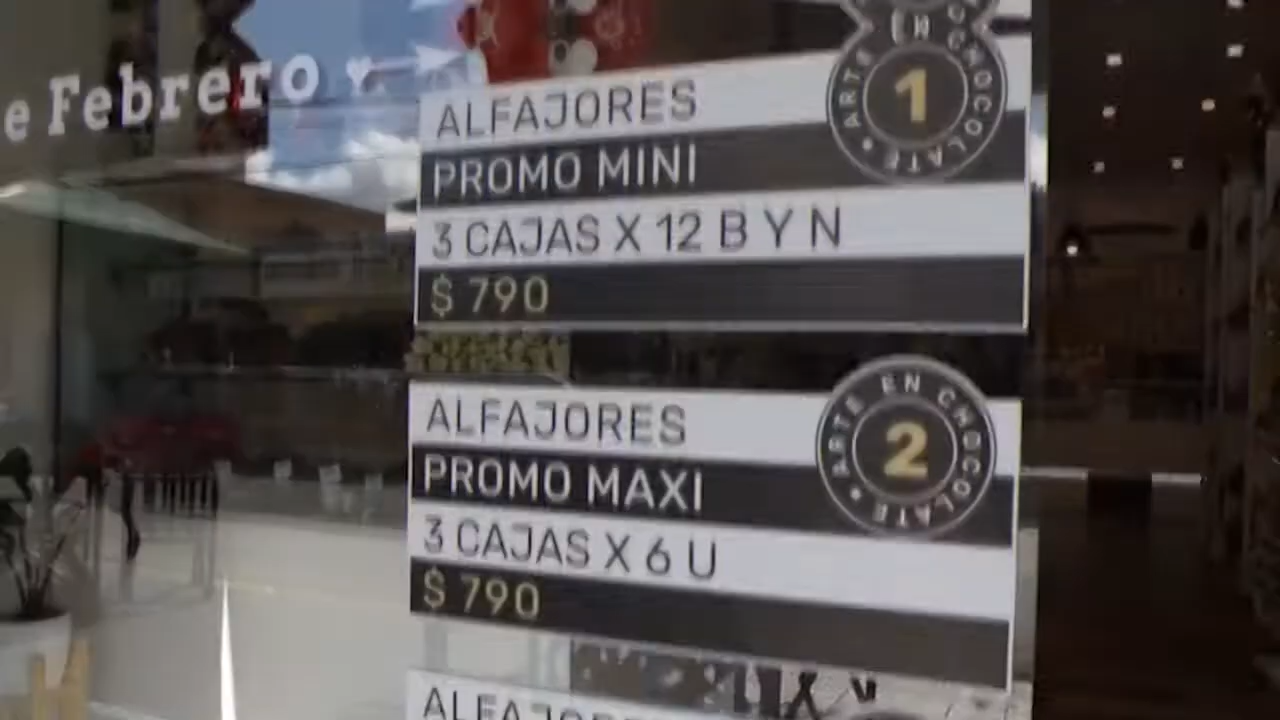 e Febrero
ALFAJORES
PROMO MINI
3 CAJAS X 12 B Y N
$ 790
ARTE EN CHOCOLATE
1
ALFAJORES
PROMO MAXI
3 CAJAS X 6 U
$ 790
ARTE EN CHOCOLATE
2
ALFAJORES